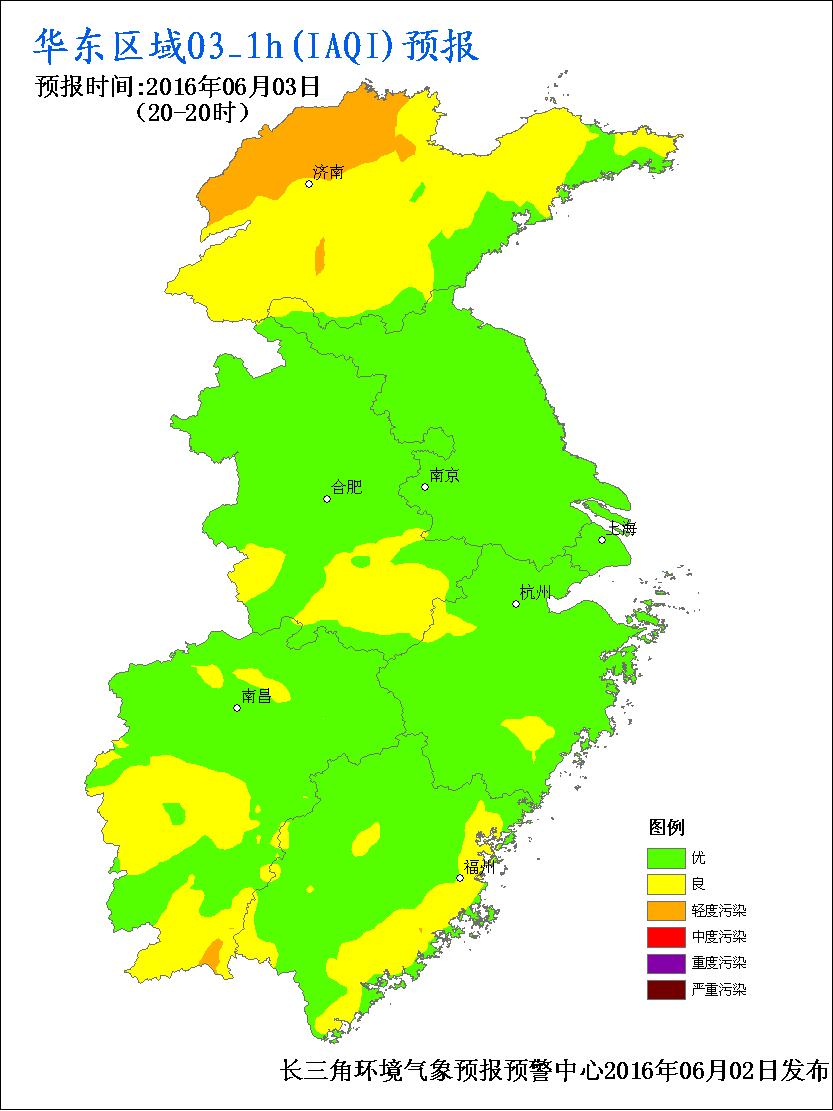 华东区域O3_1h(IAQI)预报
预报时间:2016年06月03日
(20-20时)
济南
南京
合肥
上海
杭州
南昌
福州
图例
优
良
轻度污染
中度污染
重度污染
严重污染
长三角环境气象预报预警中心2016年06月02日发布